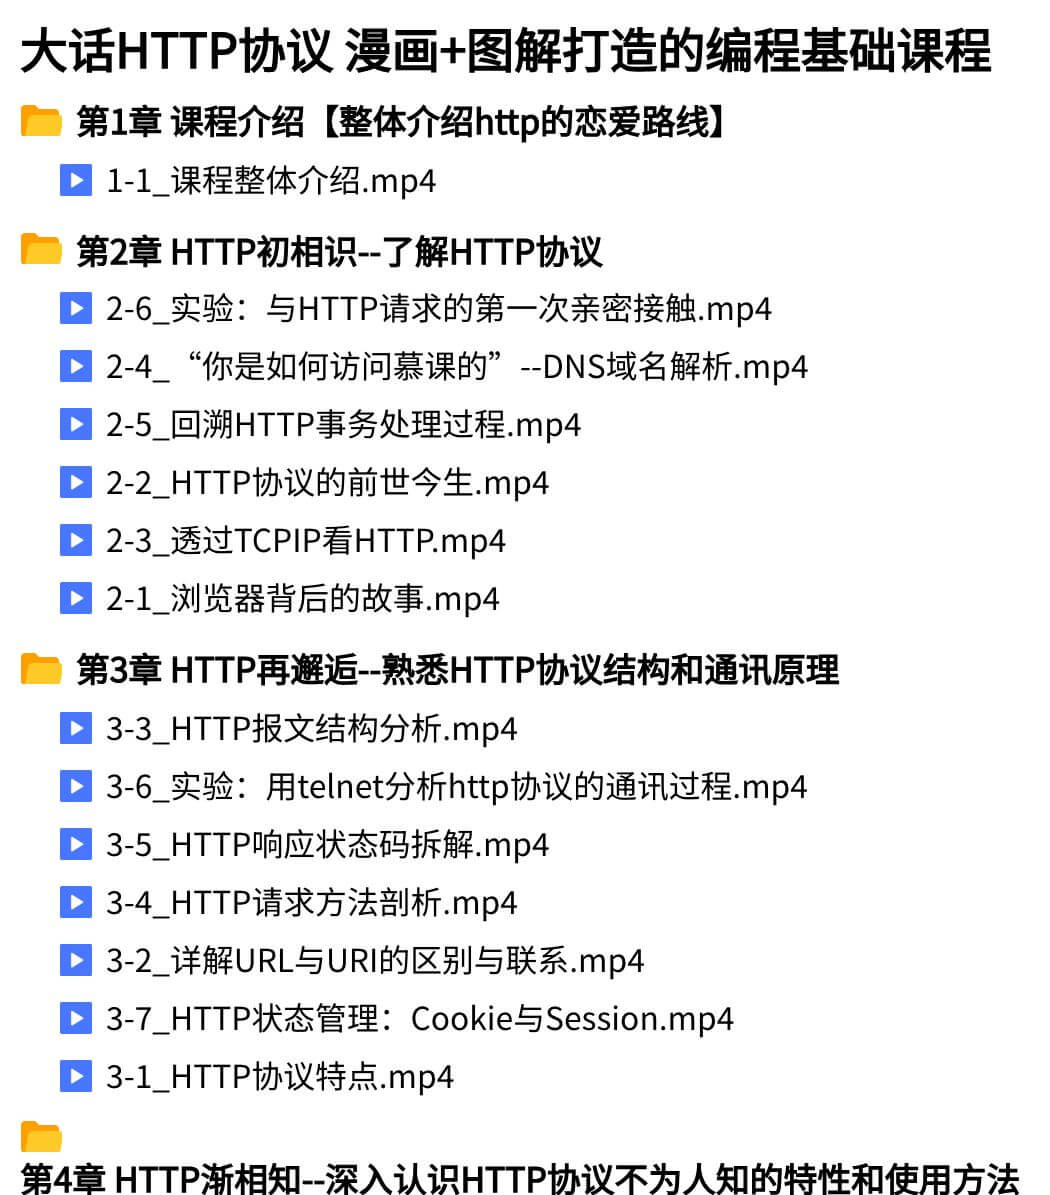 大话HTTP协议 漫画+图解打造的编程基础课程
第1章 课程介绍【整体介绍http的恋爱路线】
1-1_课程整体介绍.mp4
第2章 HTTP初相识--了解HTTP协议
2-6_实验：与HTTP请求的第一次亲密接触.mp4
2-4_“你是如何访问慕课的”--DNS域名解析.mp4
2-5_回溯HTTP事务处理过程.mp4
2-2_HTTP协议的前世今生.mp4
2-3_透过TCPIP看HTTP.mp4
2-1_浏览器背后的故事.mp4
第3章 HTTP再邂逅--熟悉HTTP协议结构和通讯原理
3-3_HTTP报文结构分析.mp4
3-6_实验：用telnet分析http协议的通讯过程.mp4
3-5_HTTP响应状态码拆解.mp4
3-4_HTTP请求方法剖析.mp4
3-2_详解URL与URI的区别与联系.mp4
3-7_HTTP状态管理：Cookie与Session.mp4
3-1_HTTP协议特点.mp4
第4章 HTTP渐相知--深入认识HTTP协议不为人知的特性和使用方法